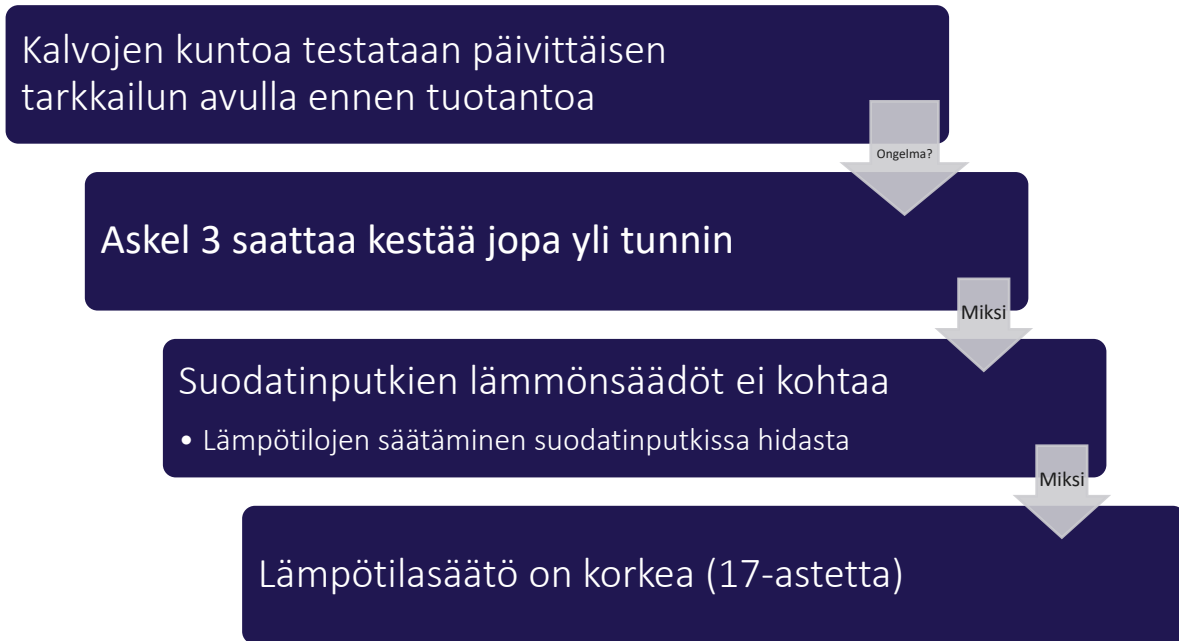 Kalvojen kuntoa testataan päivittäisen
tarkkailun avulla ennen tuotantoa
Ongelma?
Askel 3 saattaa kestää jopa yli tunnin
Miksi
Suodatinputkien lämmönsäädöt ei kohtaa
• Lämpötilojen säätäminen suodatinputkissa hidasta
Miksi
Lämpötilasäätö on korkea (17-astetta)